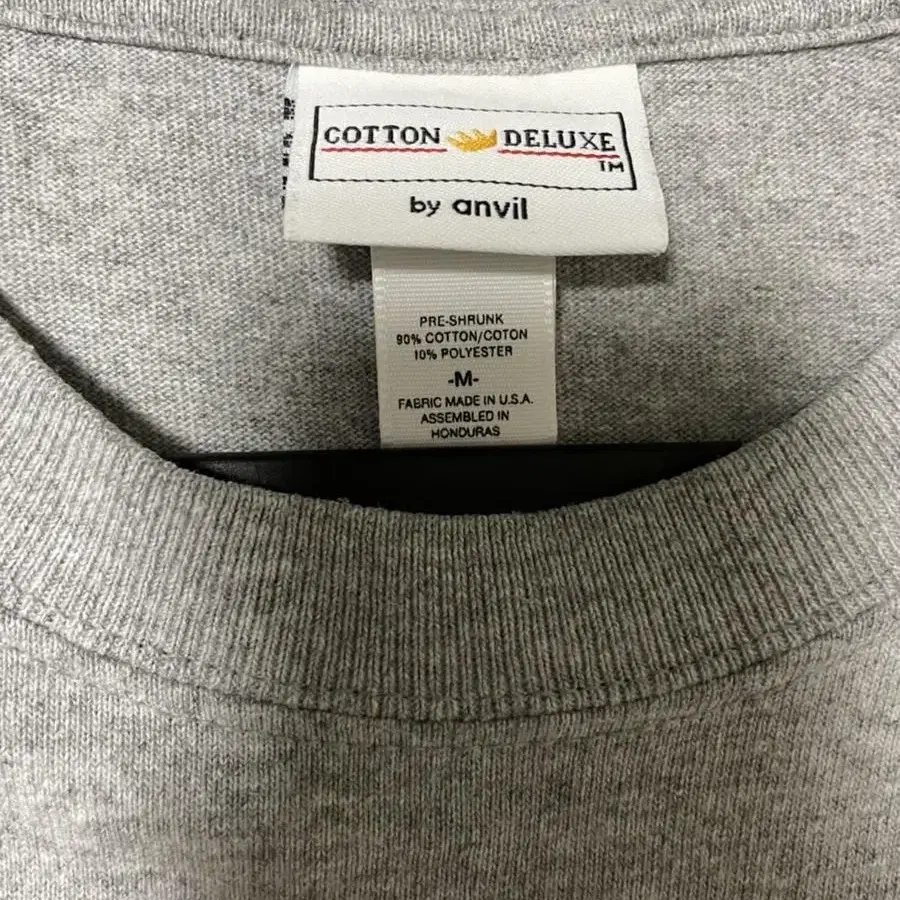 COTTON DELUXE
TM
by anvil
PRE-SHRUNK
90% COTTON/COTON
10% POLYESTER
-M-
FABRIC MADE IN U.S.A.
ASSEMBLED IN
HONDURAS